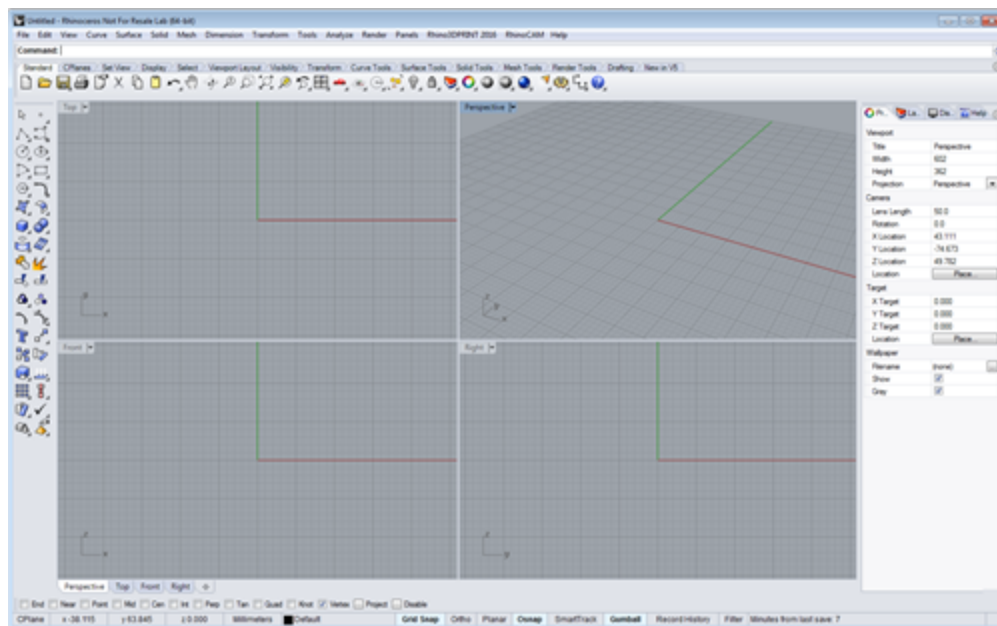 Untitled - Rhinoceros Not For Resale Lab (64-64)
File Edit View Curve Surface Solid Mesh Dimension Transform Tools Analyze Render Panels Rhino3DPRINT 2016 RhinoCAM Help
Command:
Standard CPlanes Set View Display Select Viewport Layout Visibility Transform Curve Tools Surface Tools Solid Tools Mesh Tools Render Tools Drafting New in V5
Top
Perspective
Pr... La... Di... Help
Viewport
Title Perspective
Width 602
Height 362
Projection Perspective
Camera
Lens Length 50.0
Rotation 0.0
X Location 43.111
Y Location -74.673
Z Location 49.782
Location Place...
Target
X Target 0.000
Y Target 0.000
Z Target 0.000
Location Place...
Wallpaper
Filename (none)
Show
Gray
y
x
z
y
x
Front
Right
z
x
z
y
Perspective Top Front Right
End Near Point Mid Cen Int Perp Tan Quad Knot Vertex Project Disable
CPlane x -38.115 y 63.845 z 0.000 Millimeters Default Grid Snap Ortho Planar Osnap SmartTrack Gumball Record History Filter Minutes from last save: 7